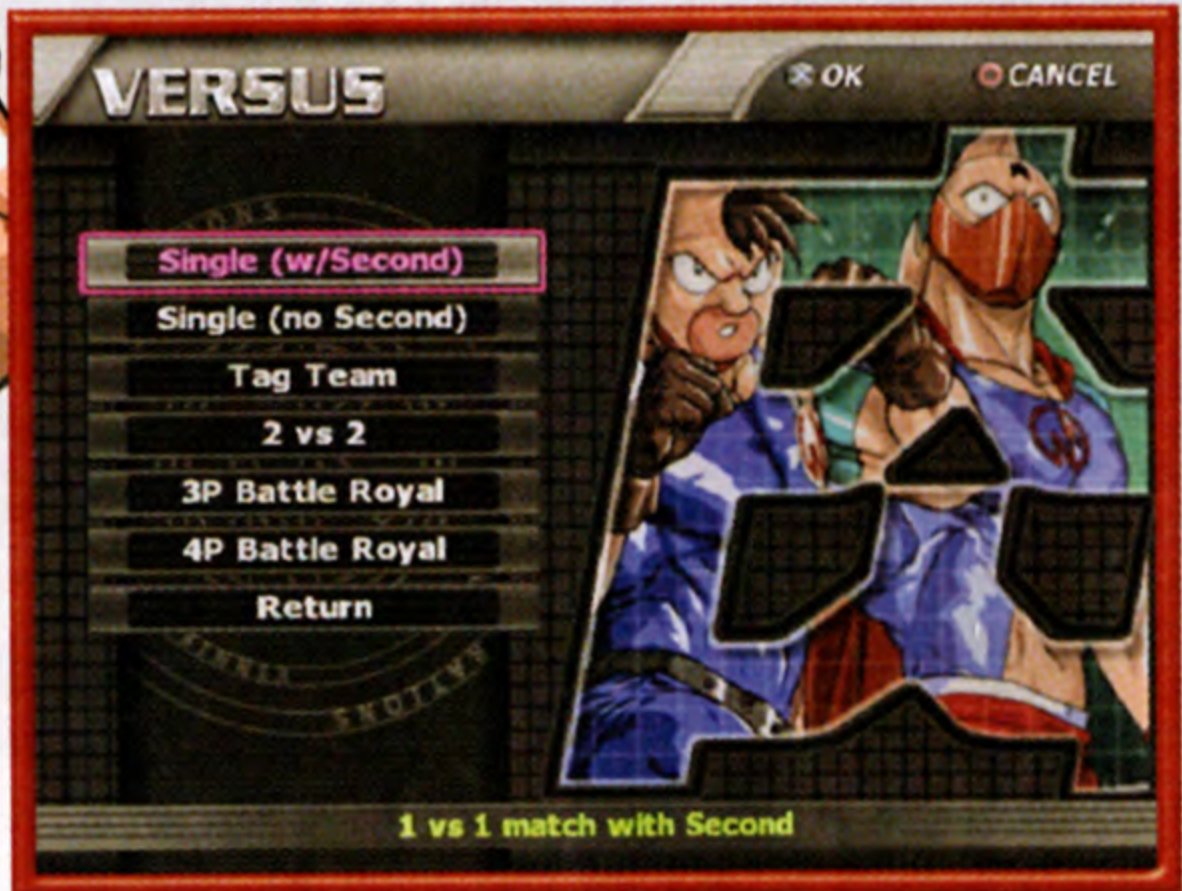 VERSUS
OK
CANCEL
Single (w/Second)
Single (no Second)
Tag Team
2 vs 2
3P Battle Royal
4P Battle Royal
Return
1 vs 1 match with Second